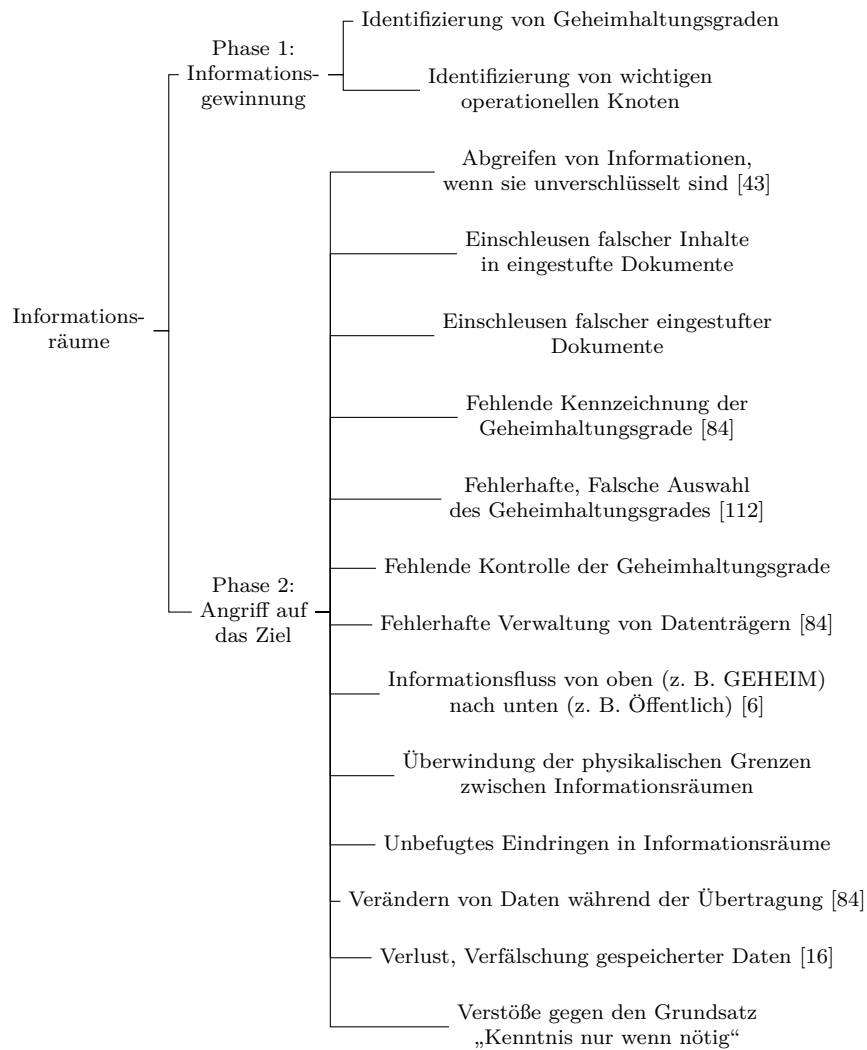 Informations-
räume
Phase 1:
Informations-
gewinnung
Identifizierung von Geheimhaltungsgraden
Identifizierung von wichtigen
operationellen Knoten
Phase 2:
Angriff auf
das Ziel
Abgreifen von Informationen,
wenn sie unverschlüsselt sind [43]
Einschleusen falscher Inhalte
in eingestufte Dokumente
Einschleusen falscher eingestufter
Dokumente
Fehlende Kennzeichnung der
Geheimhaltungsgrade [84]
Fehlerhafte, Falsche Auswahl
des Geheimhaltungsgrades [112]
Fehlende Kontrolle der Geheimhaltungsgrade
Fehlerhafte Verwaltung von Datenträgern [84]
Informationsfluss von oben (z. B. GEHEIM)
nach unten (z. B. Öffentlich) [6]
Überwindung der physikalischen Grenzen
zwischen Informationsräumen
Unbefugtes Eindringen in Informationsräume
Verändern von Daten während der Übertragung [84]
Verlust, Verfälschung gespeicherter Daten [16]
Verstöße gegen den Grundsatz
„Kenntnis nur wenn nötig“